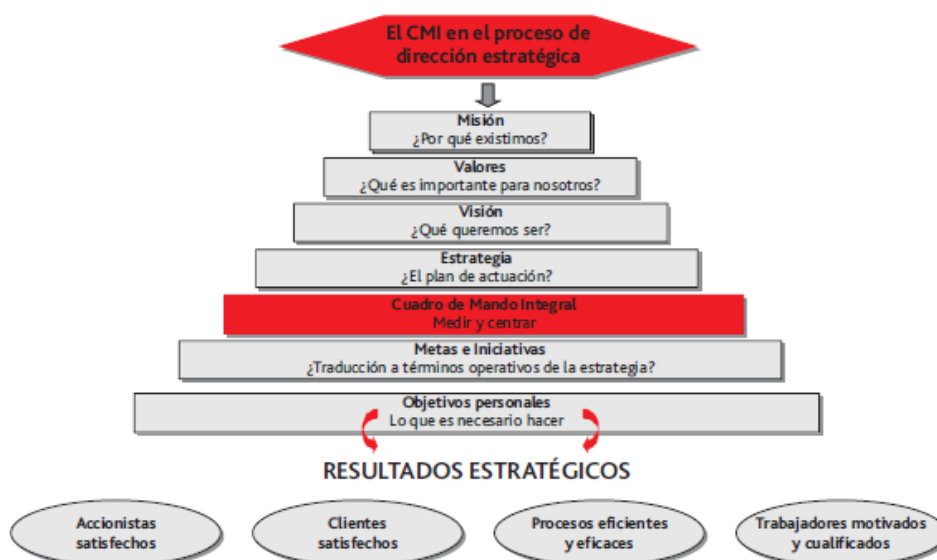 El CMI en el proceso de
dirección estratégica
Misión
¿Por qué existimos?
Valores
¿Qué es importante para nosotros?
Visión
¿Qué queremos ser?
Estrategia
¿El plan de actuación?
Cuadro de Mando Integral
Medir y centrar
Metas e Iniciativas
¿Traducción a términos operativos de la estrategia?
Objetivos personales
Lo que es necesario hacer
RESULTADOS ESTRATÉGICOS
Accionistas
satisfechos
Clientes
satisfechos
Procesos eficientes
y eficaces
Trabajadores motivados
y cualificados